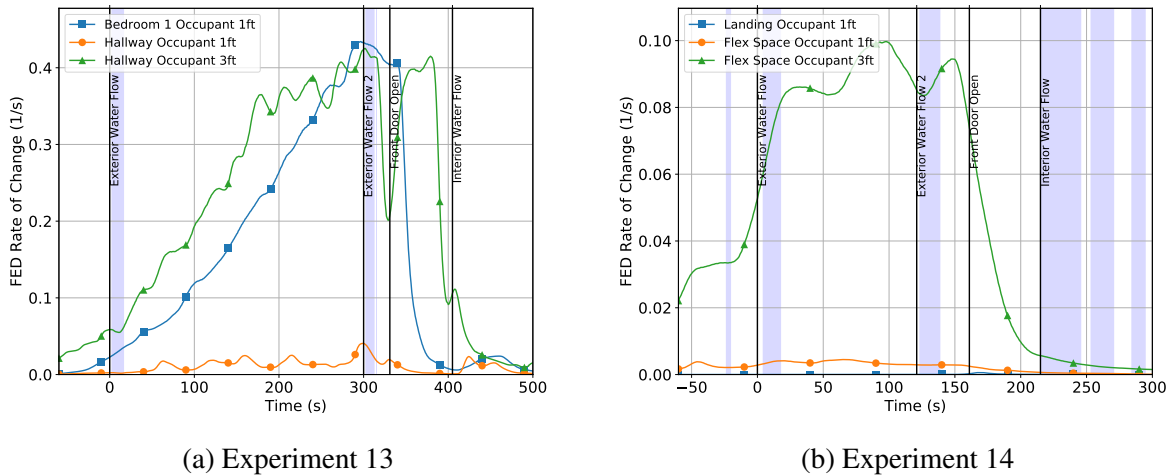 Bedroom 1 Occupant 1ft
Hallway Occupant 1ft
Hallway Occupant 3ft
Exterior Water Flow
Exterior Water Flow 2
Front Door Open
Interior Water Flow
FED Rate of Change (1/s)
0.4
0.3
0.2
0.1
0.0
0 100 200 300 400 500
Time (s)
(a) Experiment 13
Landing Occupant 1ft
Flex Space Occupant 1ft
Flex Space Occupant 3ft
Exterior Water Flow
Exterior Water Flow 2
Front Door Open
Interior Water Flow
FED Rate of Change (1/s)
0.10
0.08
0.06
0.04
0.02
0.00
−50 0 50 100 150 200 250 300
Time (s)
(b) Experiment 14